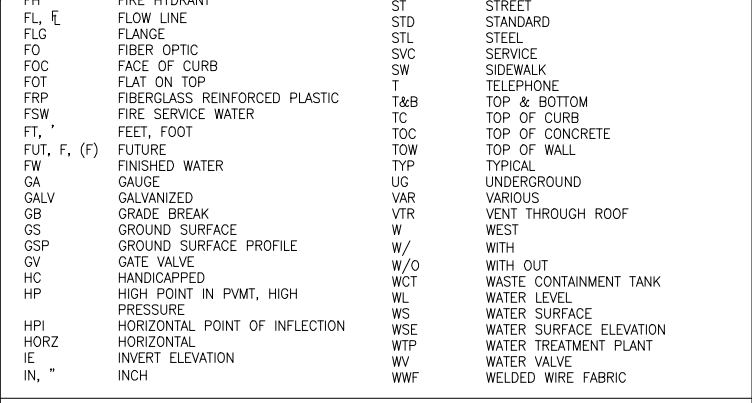 FH FIRE HYDRANT
FL, ℄ FLOW LINE
FLG FLANGE
FO FIBER OPTIC
FOC FACE OF CURB
FOT FLAT ON TOP
FRP FIBERGLASS REINFORCED PLASTIC
FSW FIRE SERVICE WATER
FT, ' FEET, FOOT
FUT, F, (F) FUTURE
FW FINISHED WATER
GA GAUGE
GALV GALVANIZED
GB GRADE BREAK
GS GROUND SURFACE
GSP GROUND SURFACE PROFILE
GV GATE VALVE
HC HANDICAPPED
HP HIGH POINT IN PVMT, HIGH
PRESSURE
HPI HORIZONTAL POINT OF INFLECTION
HORZ HORIZONTAL
IE INVERT ELEVATION
IN, " INCH
ST STREET
STD STANDARD
STL STEEL
SVC SERVICE
SW SIDEWALK
T TELEPHONE
T&B TOP & BOTTOM
TC TOP OF CURB
TOC TOP OF CONCRETE
TOW TOP OF WALL
TYP TYPICAL
UG UNDERGROUND
VAR VARIOUS
VTR VENT THROUGH ROOF
W WEST
W/ WITH
W/O WITH OUT
WCT WASTE CONTAINMENT TANK
WL WATER LEVEL
WS WATER SURFACE
WSE WATER SURFACE ELEVATION
WTP WATER TREATMENT PLANT
WV WATER VALVE
WWF WELDED WIRE FABRIC